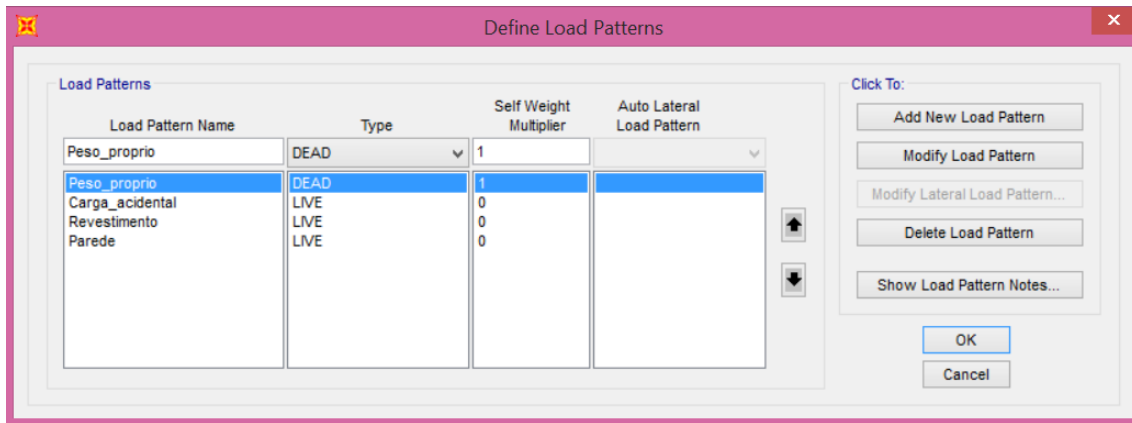 Define Load Patterns
Load Patterns
Load Pattern Name
Type
Self Weight
Multiplier
Auto Lateral
Load Pattern
Peso_proprio DEAD 1
Peso_proprio DEAD 1
Carga_acidental LIVE 0
Revestimento LIVE 0
Parede LIVE 0
Click To:
Add New Load Pattern
Modify Load Pattern
Modify Lateral Load Pattern...
Delete Load Pattern
Show Load Pattern Notes...
OK
Cancel